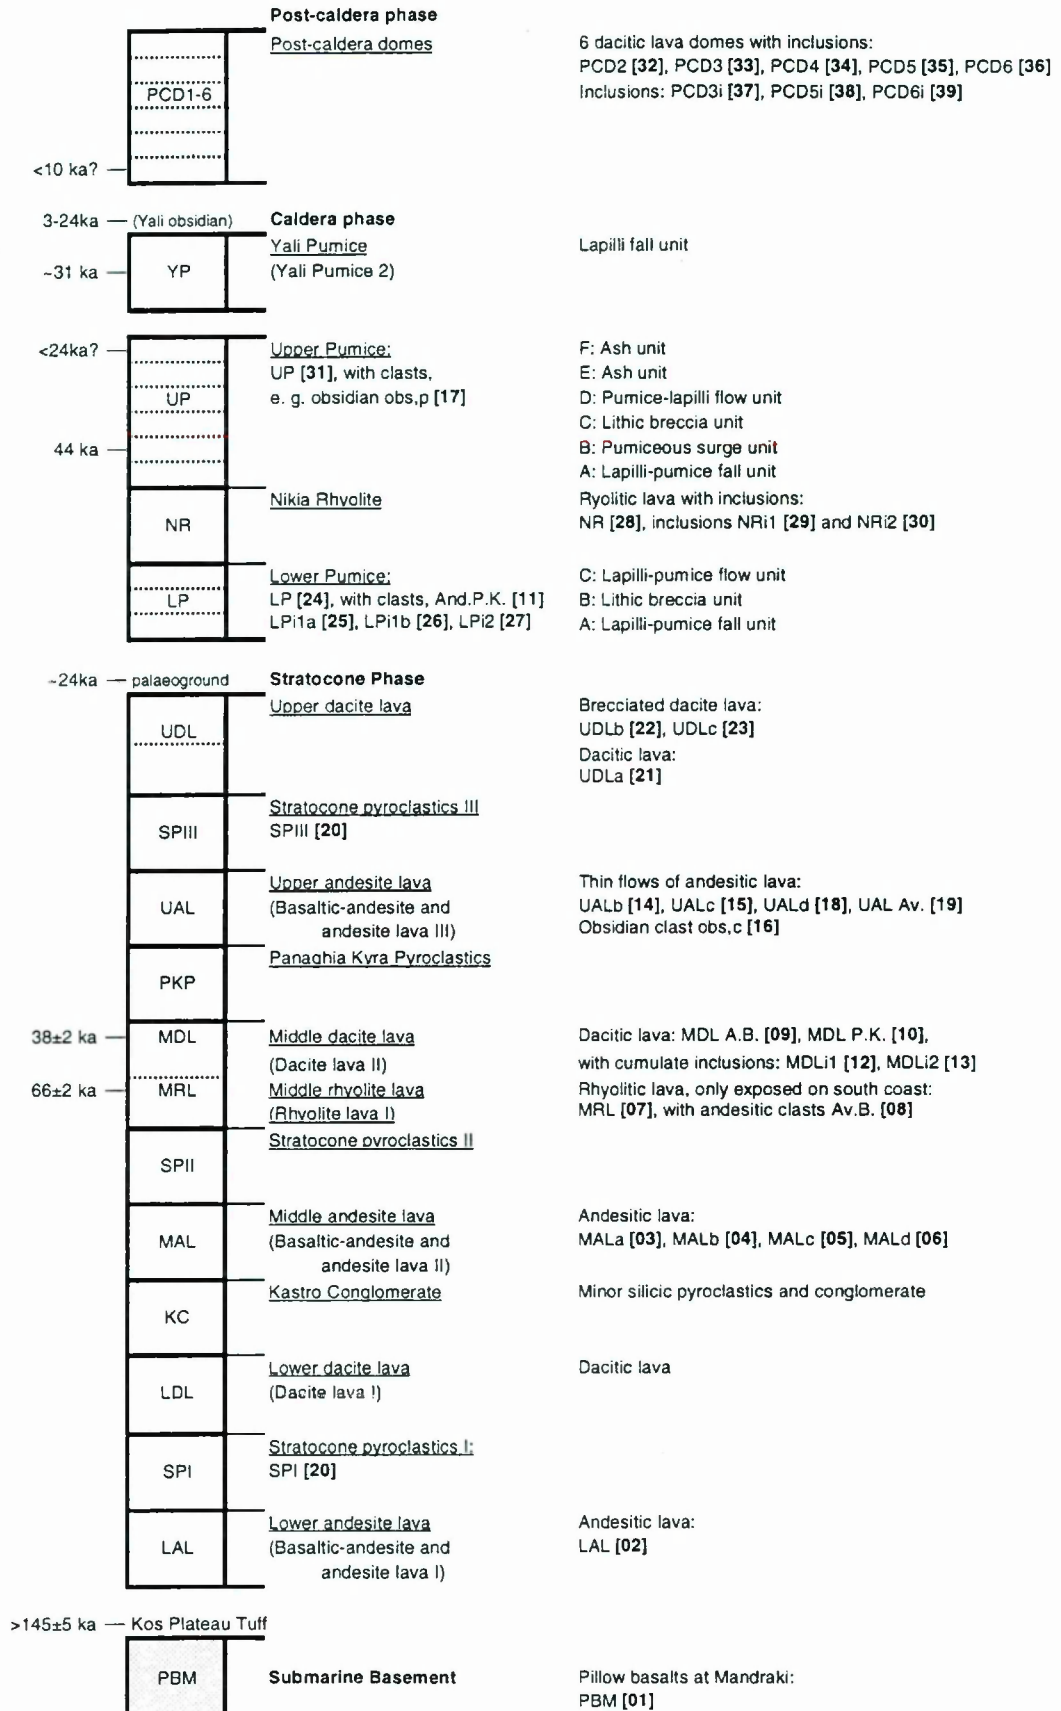 Post-caldera phase
Post-caldera domes
6 dacitic lava domes with inclusions:
PCD2 [32], PCD3 [33], PCD4 [34], PCD5 [35], PCD6 [36]
PCD1-6
Inclusions: PCD3i [37], PCD5i [38], PCD6i [39]
<10 ka?
3-24ka — (Yali obsidian) Caldera phase
Yali Pumice
Lapilli fall unit
~31 ka YP (Yali Pumice 2)
<24ka? Upper Pumice: F: Ash unit
UP [31], with clasts, E: Ash unit
UP e. g. obsidian obs,p [17] D: Pumice-lapilli flow unit
C: Lithic breccia unit
44 ka B: Pumiceous surge unit
A: Lapilli-pumice fall unit
Nikia Rhyolite Ryolitic lava with inclusions:
NR NR [28], inclusions NRi1 [29] and NRi2 [30]
Lower Pumice: C: Lapilli-pumice flow unit
LP LP [24], with clasts, And.P.K. [11] B: Lithic breccia unit
LPi1a [25], LPi1b [26], LPi2 [27] A: Lapilli-pumice fall unit
~24ka — palaeoground Stratocone Phase
Upper dacite lava Brecciated dacite lava:
UDL UDLb [22], UDLc [23]
Dacitic lava:
UDLa [21]
Stratocone pyroclastics III
SPIII SPIII [20]
Upper andesite lava Thin flows of andesitic lava:
UAL (Basaltic-andesite and UALb [14], UALc [15], UALd [18], UAL Av. [19]
andesite lava III) Obsidian clast obs,c [16]
Panaghia Kyra Pyroclastics
PKP
38±2 ka MDL Middle dacite lava Dacitic lava: MDL A.B. [09], MDL P.K. [10],
(Dacite lava II) with cumulate inclusions: MDLi1 [12], MDLi2 [13]
66±2 ka MRL Middle rhyolite lava Rhyolitic lava, only exposed on south coast:
(Rhyolite lava I) MRL [07], with andesitic clasts Av.B. [08]
Stratocone pyroclastics II
SPII
Middle andesite lava Andesitic lava:
MAL (Basaltic-andesite and MALa [03], MALb [04], MALc [05], MALd [06]
andesite lava II)
Kastro Conglomerate Minor silicic pyroclastics and conglomerate
KC
Lower dacite lava Dacitic lava
LDL (Dacite lava I)
Stratocone pyroclastics I:
SPI SPI [20]
Lower andesite lava Andesitic lava:
LAL (Basaltic-andesite and LAL [02]
andesite lava I)
>145±5 ka — Kos Plateau Tuff
PBM Submarine Basement Pillow basalts at Mandraki:
PBM [01]